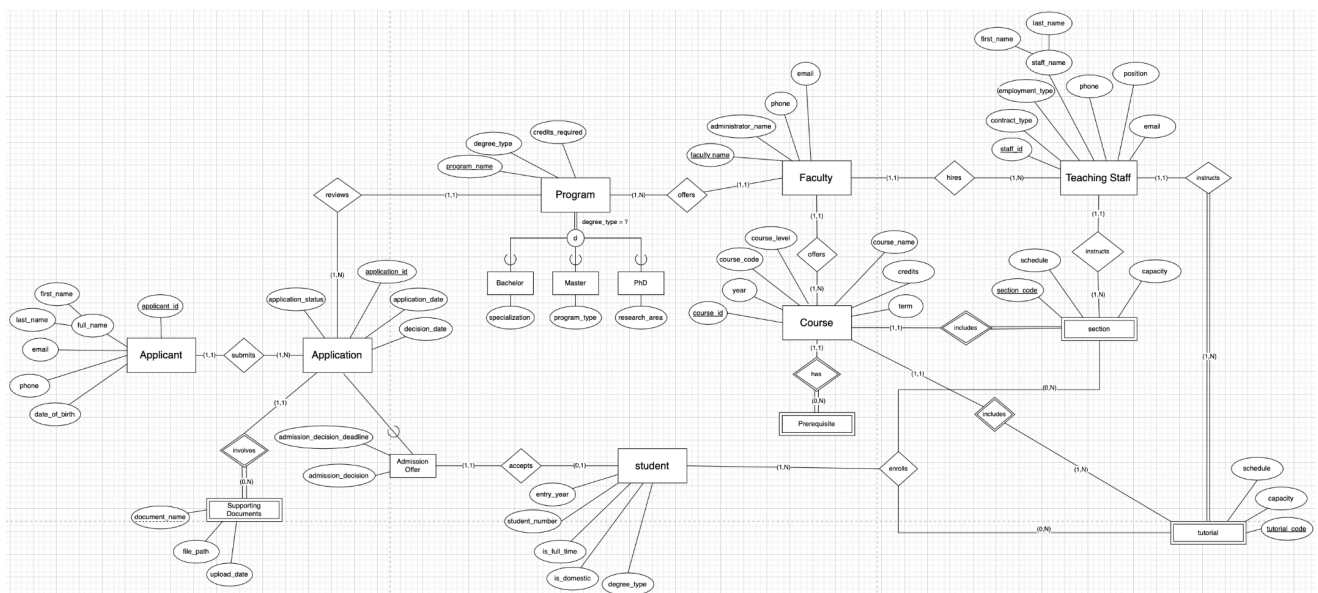 last_name
first_name
staff_name
email
phone
position
employment_type
phone
administrator_name
contract_type
email
credits_required
degree_type
program_name
faculty name
staff_id
reviews
(1,1)
Program
(1,N)
offers
(1,1)
Faculty
(1,1)
hires
(1,N)
Teaching Staff
(1,1)
instructs
degree_type = ?
d
(1,1)
(1,1)
course_level
course_name
offers
instructs
schedule
course_code
credits
capacity
Bachelor
Master
PhD
year
(1,N)
term
section_code
(1,N)
specialization
program_type
research_area
course_id
Course
(1,1)
includes
section
(1,N)
application_id
first_name
applicant_id
application_status
application_date
last_name
full_name
decision_date
email
Applicant
(1,1)
submits
(1,N)
Application
phone
date_of_birth
(1,1)
has
(0,N)
Prerequisite
(1,1)
(0,N)
includes
(1,N)
(1,1)
involves
(0,N)
admission_decision_deadline
admission_decision
Admission
Offer
(1,1)
accepts
(0,1)
student
(1,N)
enrolls
(1,N)
entry_year
student_number
is_full_time
is_domestic
degree_type
Supporting
Documents
document_name
file_path
upload_date
schedule
capacity
tutorial_code
(0,N)
tutorial